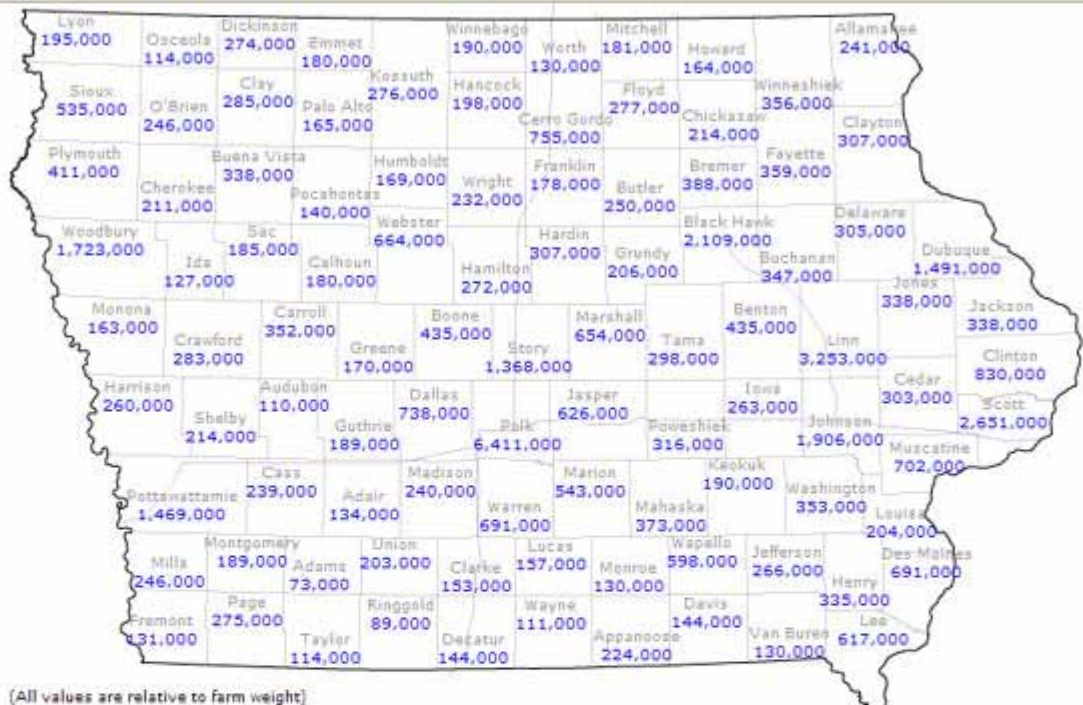 Lyon
195,000
Osceola
114,000
Dickinson
274,000
Emmet
180,000
Winnebago
190,000
Worth
130,000
Mitchell
181,000
Howard
164,000
Allamakee
241,000
Sioux
535,000
O'Brien
246,000
Clay
285,000
Palo Alto
165,000
Kossuth
276,000
Hancock
198,000
Cerro Gordo
755,000
Floyd
277,000
Chickasaw
214,000
Winneshiek
356,000
Clayton
307,000
Plymouth
411,000
Cherokee
211,000
Buena Vista
338,000
Pocahontas
140,000
Humboldt
169,000
Wright
232,000
Franklin
178,000
Butler
250,000
Bremer
388,000
Fayette
359,000
Woodbury
1,723,000
Ida
127,000
Sac
185,000
Calhoun
180,000
Webster
664,000
Hamilton
272,000
Hardin
307,000
Grundy
206,000
Black Hawk
2,109,000
Buchanan
347,000
Delaware
305,000
Dubuque
1,491,000
Monona
163,000
Crawford
283,000
Carroll
352,000
Greene
170,000
Boone
435,000
Story
1,368,000
Marshall
654,000
Tama
298,000
Benton
435,000
Linn
3,253,000
Jones
338,000
Jackson
338,000
Clinton
830,000
Harrison
260,000
Shelby
214,000
Audubon
110,000
Guthrie
189,000
Dallas
738,000
Polk
6,411,000
Jasper
626,000
Poweshiek
316,000
Iowa
263,000
Johnson
1,906,000
Cedar
303,000
Scott
2,651,000
Muscatine
702,000
Pottawattamie
1,469,000
Cass
239,000
Adair
134,000
Madison
240,000
Warren
691,000
Marion
543,000
Mahaska
373,000
Keokuk
190,000
Washington
353,000
Louisa
204,000
Mills
246,000
Montgomery
189,000
Adams
73,000
Union
203,000
Clarke
153,000
Lucas
157,000
Monroe
130,000
Wapello
598,000
Jefferson
266,000
Henry
335,000
Des Moines
691,000
Fremont
131,000
Page
275,000
Taylor
114,000
Ringgold
89,000
Decatur
144,000
Wayne
111,000
Appanoose
224,000
Davis
144,000
Van Buren
130,000
Lee
617,000
(All values are relative to farm weight)